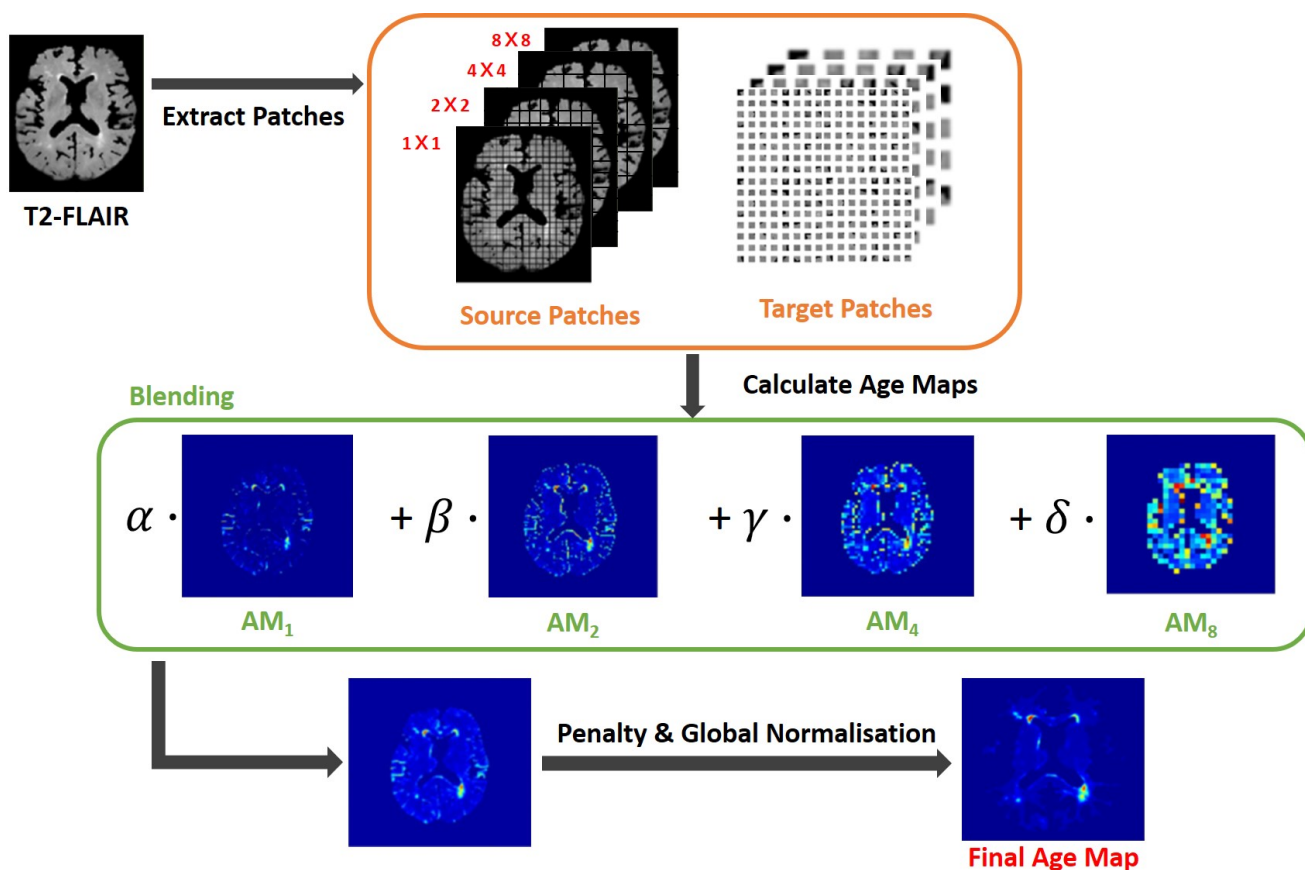 8 X 8
4 X 4
2 X 2
1 X 1
Extract Patches
T2-FLAIR
Source Patches
Target Patches
Calculate Age Maps
Blending
α · + β · + γ · + δ ·
AM₁ AM₂ AM₄ AM₈
Penalty & Global Normalisation
Final Age Map